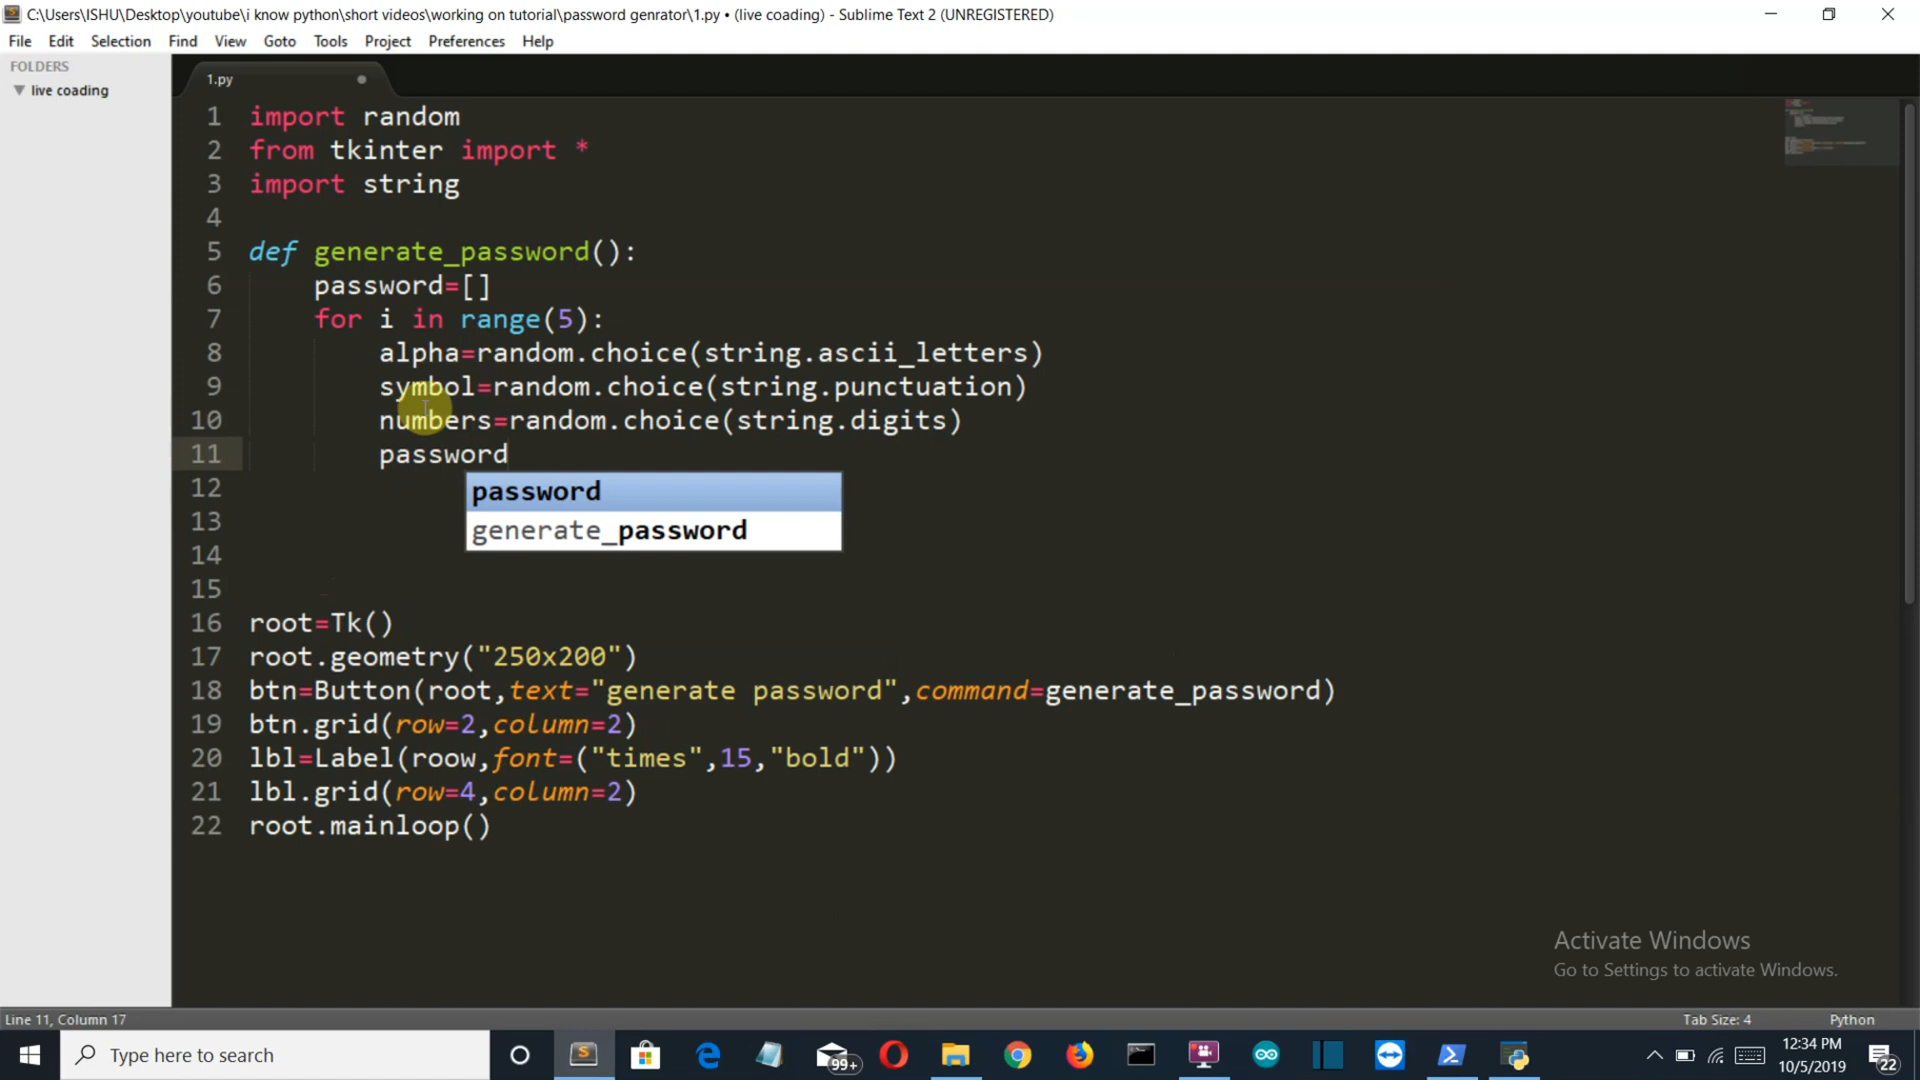 C:\Users\ISHU\Desktop\youtube\i know python\short videos\working on tutorial\password genrator\1.py • (live coading) - Sublime Text 2 (UNREGISTERED)
File Edit Selection Find View Goto Tools Project Preferences Help
FOLDERS
live coading
1.py
1 import random
2 from tkinter import *
3 import string
4
5 def generate_password():
6 password=[]
7 for i in range(5):
8 alpha=random.choice(string.ascii_letters)
9 symbol=random.choice(string.punctuation)
10 numbers=random.choice(string.digits)
11 password
12
password
13
generate_password
14
15
16 root=Tk()
17 root.geometry("250x200")
18 btn=Button(root,text="generate password",command=generate_password)
19 btn.grid(row=2,column=2)
20 lbl=Label(roow,font=("times",15,"bold"))
21 lbl.grid(row=4,column=2)
22 root.mainloop()
Activate Windows
Go to Settings to activate Windows.
Line 11, Column 17
Tab Size: 4
Python
Type here to search
99+
12:34 PM
10/5/2019
22